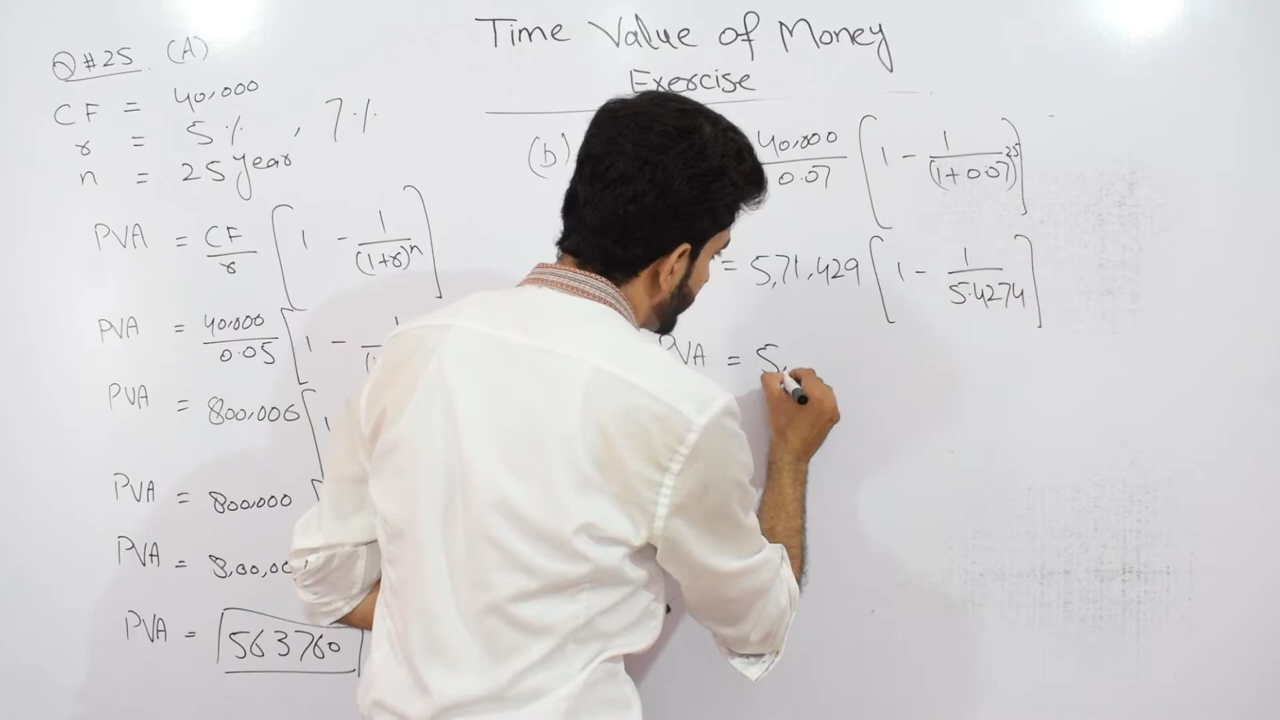 Time Value of Money
Exercise
Q#25 (A)
CF = 40,000
r = 5% , 7%
n = 25 year
PVA = CF/r [ 1 - 1/(1+r)^n ]
PVA = 40,000/0.05 [ 1 -
PVA = 800,000 [
PVA = 800,000
PVA = 8,00,00
PVA = 563760
(b) 40,000/0.07 [ 1 - 1/(1+0.07)^25 ]
= 5,71,429 [ 1 - 1/5.4274 ]
PVA = 5,